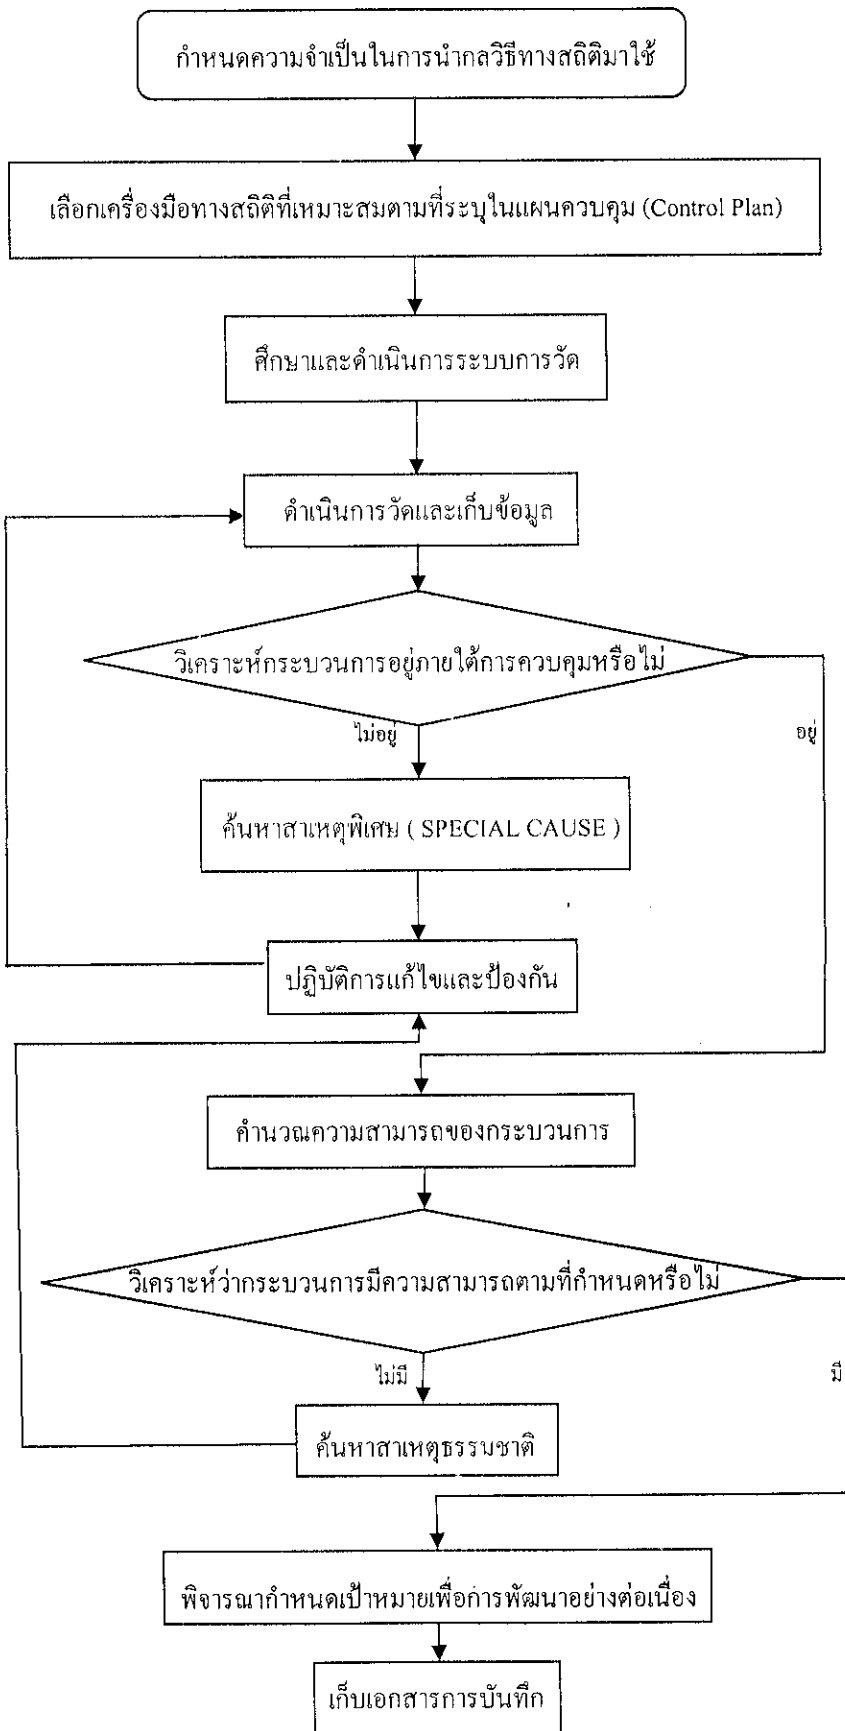 กำหนดความจำเป็นในการนำกลวิธีทางสถิติมาใช้
เลือกเครื่องมือทางสถิติที่เหมาะสมตามที่ระบุในแผนควบคุม (Control Plan)
ศึกษาและดำเนินการระบบการวัด
ดำเนินการวัดและเก็บข้อมูล
วิเคราะห์กระบวนการอยู่ภายใต้การควบคุมหรือไม่
ไม่อยู่
อยู่
ค้นหาสาเหตุพิเศษ ( SPECIAL CAUSE )
ปฏิบัติการแก้ไขและป้องกัน
คำนวณความสามารถของกระบวนการ
วิเคราะห์ว่ากระบวนการมีความสามารถตามที่กำหนดหรือไม่
ไม่มี
มี
ค้นหาสาเหตุธรรมชาติ
พิจารณากำหนดเป้าหมายเพื่อการพัฒนาอย่างต่อเนื่อง
เก็บเอกสารการบันทึก